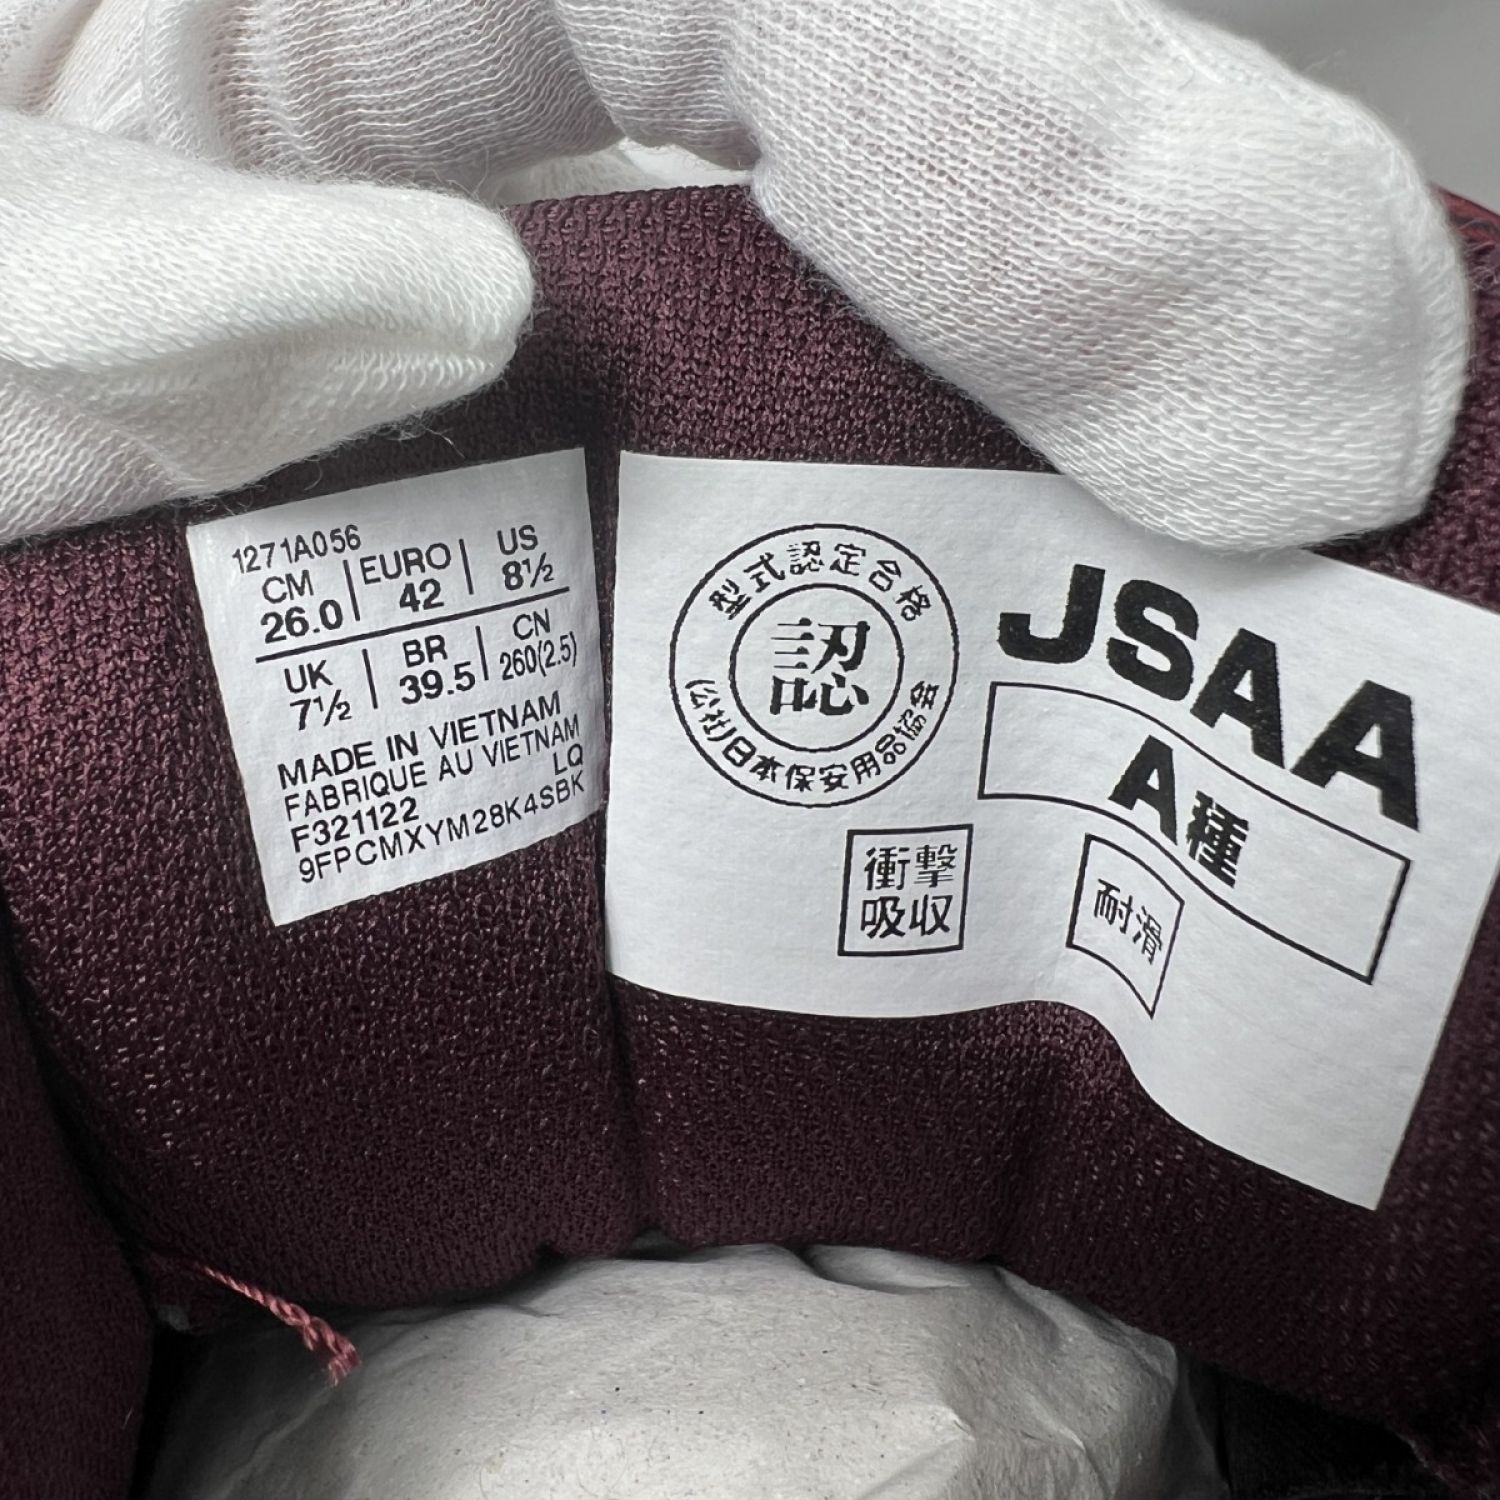 1271A056
CM | EURO | US
26.0 | 42 | 8½
UK | BR | CN
7½ | 39.5 | 260(2.5)
MADE IN VIETNAM
FABRIQUE AU VIETNAM
LQ
F321122
9FPCMXYM28K4SBK
型式認定合格
認
(公社)日本保安用品協会
JSAA
A種
衝撃
吸収
耐滑